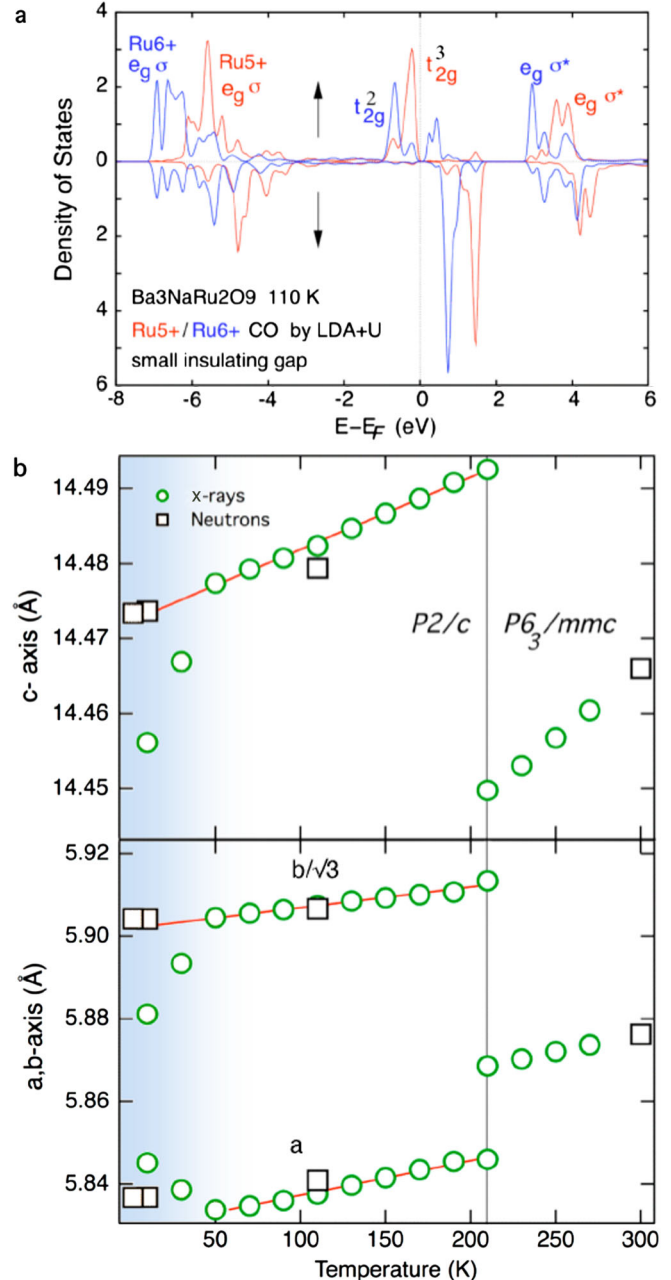 a
4
2
0
2
4
6
Density of States
Ru6+
eg σ
Ru5+
eg σ
t2g2
t2g3
eg σ*
eg σ*
Ba3NaRu2O9 110 K
Ru5+/Ru6+ CO by LDA+U
small insulating gap
-8 -6 -4 -2 0 2 4 6
E-EF (eV)
b
14.49
14.48
14.47
14.46
14.45
c- axis (Å)
x-rays
Neutrons
P2/c
P63/mmc
5.92
5.90
5.88
5.86
5.84
a,b-axis (Å)
b/√3
a
50 100 150 200 250 300
Temperature (K)